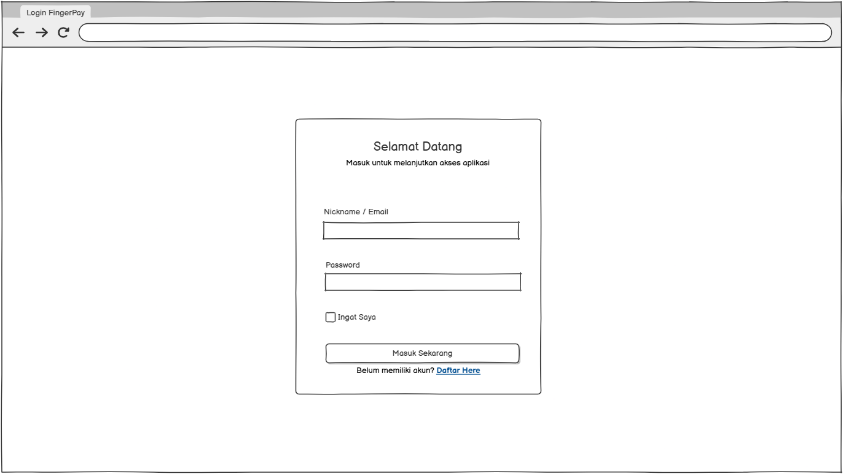 Login FingerPay
Selamat Datang
Masuk untuk melanjutkan akses aplikasi
Nickname / Email
Password
Ingat Saya
Masuk Sekarang
Belum memiliki akun? Daftar Here